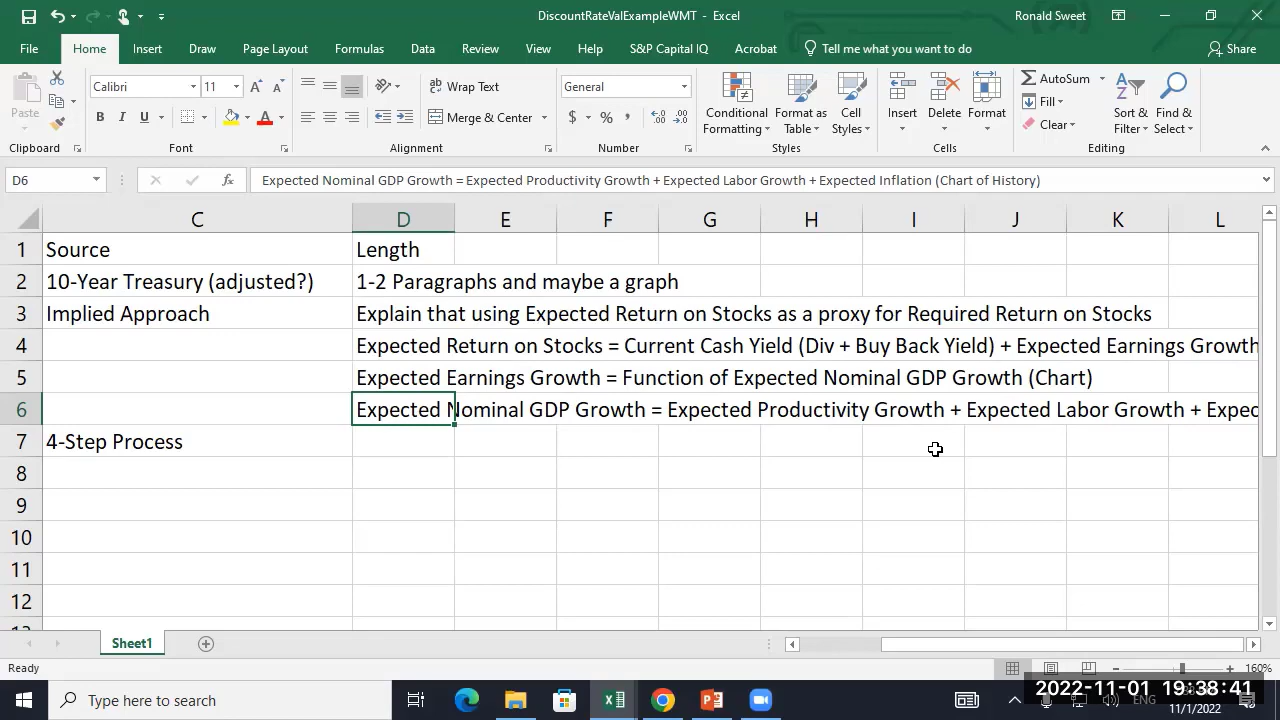 DiscountRateValExampleWMT - Excel
Ronald Sweet
File Home Insert Draw Page Layout Formulas Data Review View Help S&P Capital IQ Acrobat Tell me what you want to do Share
Paste
Clipboard
Calibri 11
B I U
Font
Wrap Text
Merge & Center
Alignment
General
$ % ,
Number
Conditional Formatting
Format as Table
Cell Styles
Styles
Insert Delete Format
Cells
AutoSum
Fill
Clear
Sort & Filter
Find & Select
Editing
D6 fx Expected Nominal GDP Growth = Expected Productivity Growth + Expected Labor Growth + Expected Inflation (Chart of History)
C D E F G H I J K L
1 Source Length
2 10-Year Treasury (adjusted?) 1-2 Paragraphs and maybe a graph
3 Implied Approach Explain that using Expected Return on Stocks as a proxy for Required Return on Stocks
4 Expected Return on Stocks = Current Cash Yield (Div + Buy Back Yield) + Expected Earnings Growth
5 Expected Earnings Growth = Function of Expected Nominal GDP Growth (Chart)
6 Expected Nominal GDP Growth = Expected Productivity Growth + Expected Labor Growth + Expec
7 4-Step Process
8
9
10
11
12
Sheet1
Ready
160%
Type here to search
ENG
2022-11-01 19:38:41
11/1/2022